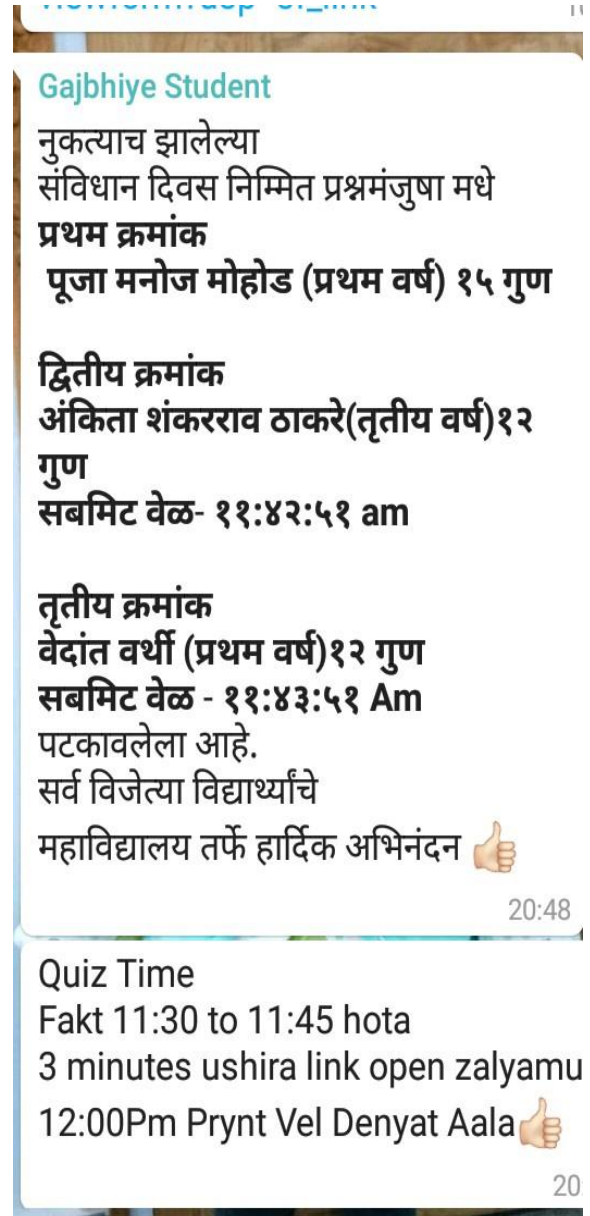 Gajbhiye Student
नुकत्याच झालेल्या
संविधान दिवस निम्मित प्रश्नमंजुषा मधे
प्रथम क्रमांक
पूजा मनोज मोहोड (प्रथम वर्ष) १५ गुण
द्वितीय क्रमांक
अंकिता शंकरराव ठाकरे(तृतीय वर्ष)१२
गुण
सबमिट वेळ- ११:४२:५१ am
तृतीय क्रमांक
वेदांत वर्थी (प्रथम वर्ष)१२ गुण
सबमिट वेळ - ११:४३:५१ Am
पटकावलेला आहे.
सर्व विजेत्या विद्यार्थ्यांचे
महाविद्यालय तर्फे हार्दिक अभिनंदन 👍🏻
20:48
Quiz Time
Fakt 11:30 to 11:45 hota
3 minutes ushira link open zalyamu
12:00Pm Prynt Vel Denyat Aala👍🏻
20